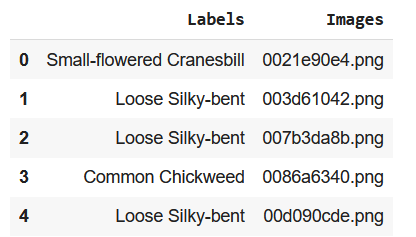 Labels Images
0 Small-flowered Cranesbill 0021e90e4.png
1 Loose Silky-bent 003d61042.png
2 Loose Silky-bent 007b3da8b.png
3 Common Chickweed 0086a6340.png
4 Loose Silky-bent 00d090cde.png